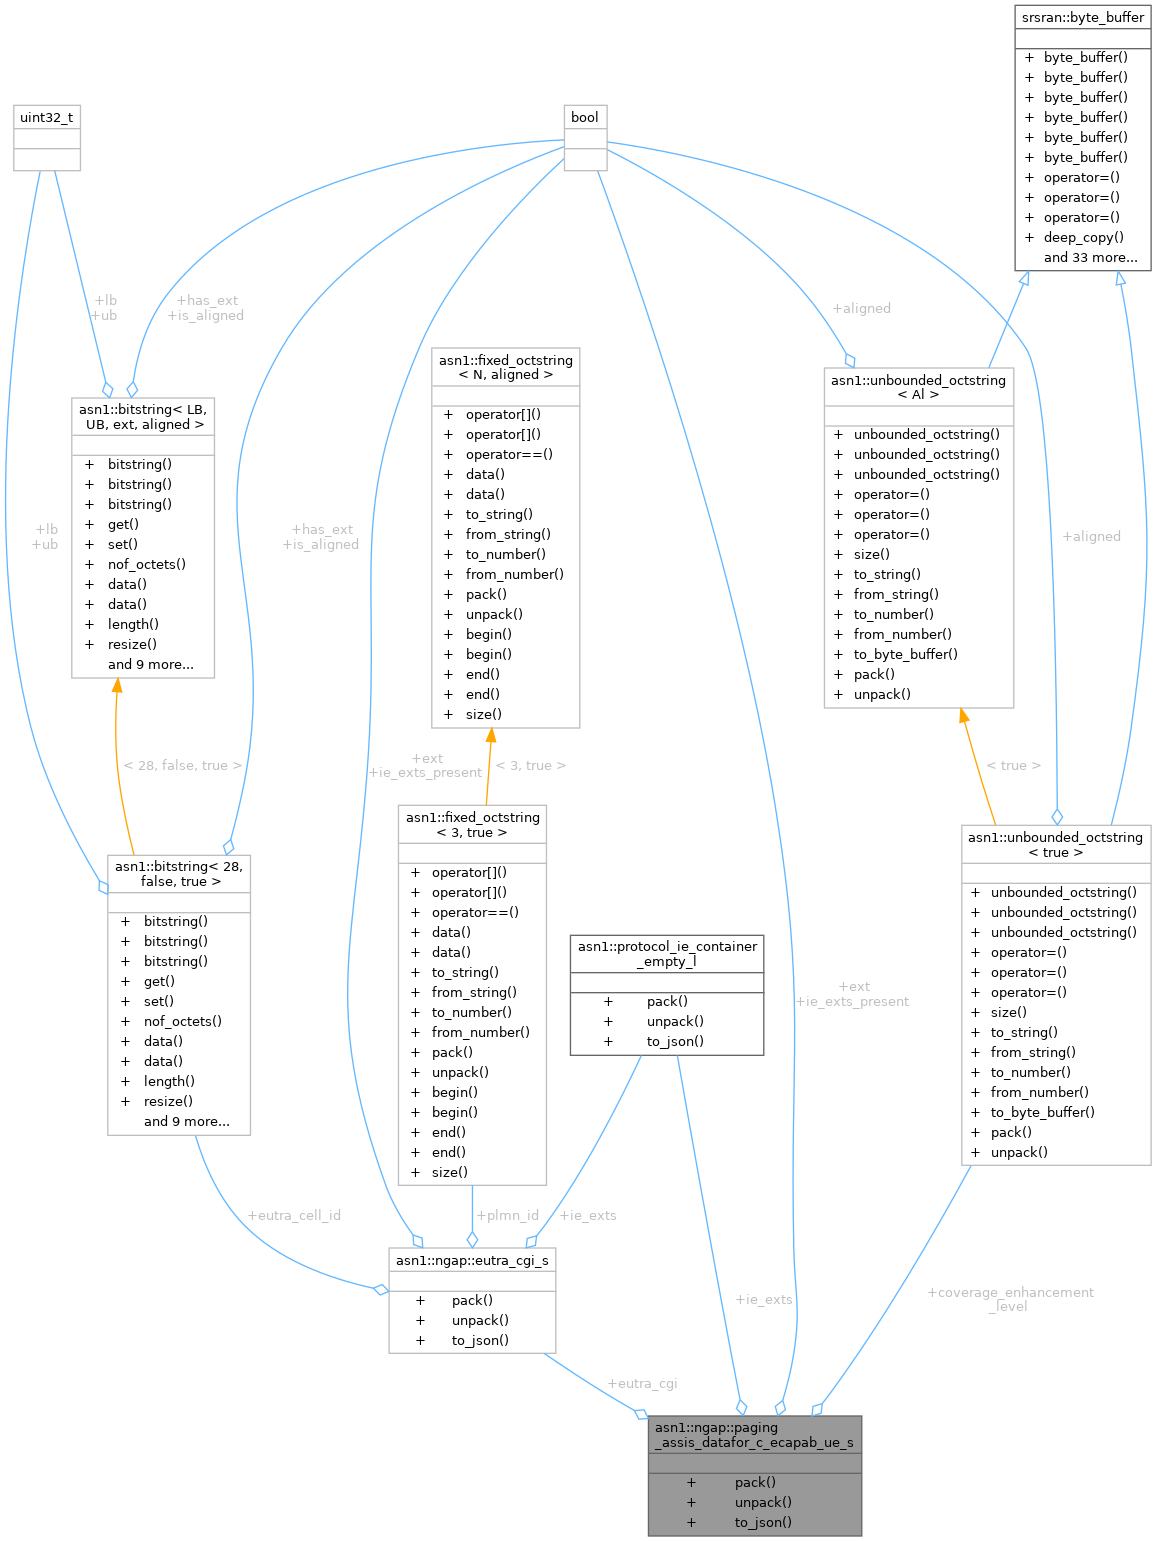 srsran::byte_buffer
+ byte_buffer()
+ byte_buffer()
+ byte_buffer()
+ byte_buffer()
+ byte_buffer()
+ byte_buffer()
+ operator=()
+ operator=()
+ operator=()
+ deep_copy()
and 33 more...
uint32_t
bool
+lb
+ub
+has_ext
+is_aligned
+aligned
asn1::fixed_octstring
< N, aligned >
+ operator[]()
+ operator[]()
+ operator==()
+ data()
+ data()
+ to_string()
+ from_string()
+ to_number()
+ from_number()
+ pack()
+ unpack()
+ begin()
+ begin()
+ end()
+ end()
+ size()
asn1::unbounded_octstring
< Al >
+ unbounded_octstring()
+ unbounded_octstring()
+ unbounded_octstring()
+ operator=()
+ operator=()
+ operator=()
+ size()
+ to_string()
+ from_string()
+ to_number()
+ from_number()
+ to_byte_buffer()
+ pack()
+ unpack()
asn1::bitstring< LB,
UB, ext, aligned >
+ bitstring()
+ bitstring()
+ bitstring()
+ get()
+ set()
+ nof_octets()
+ data()
+ data()
+ length()
+ resize()
and 9 more...
+lb
+ub
+has_ext
+is_aligned
+aligned
< 28, false, true >
+ext
+ie_exts_present
< 3, true >
< true >
asn1::fixed_octstring
< 3, true >
+ operator[]()
+ operator[]()
+ operator==()
+ data()
+ data()
+ to_string()
+ from_string()
+ to_number()
+ from_number()
+ pack()
+ unpack()
+ begin()
+ begin()
+ end()
+ end()
+ size()
asn1::unbounded_octstring
< true >
+ unbounded_octstring()
+ unbounded_octstring()
+ unbounded_octstring()
+ operator=()
+ operator=()
+ operator=()
+ size()
+ to_string()
+ from_string()
+ to_number()
+ from_number()
+ to_byte_buffer()
+ pack()
+ unpack()
asn1::bitstring< 28,
false, true >
+ bitstring()
+ bitstring()
+ bitstring()
+ get()
+ set()
+ nof_octets()
+ data()
+ data()
+ length()
+ resize()
and 9 more...
asn1::protocol_ie_container
_empty_l
+ pack()
+ unpack()
+ to_json()
+ext
+ie_exts_present
+eutra_cell_id
+plmn_id
+ie_exts
asn1::ngap::eutra_cgi_s
+ pack()
+ unpack()
+ to_json()
+ie_exts
+coverage_enhancement
_level
+eutra_cgi
asn1::ngap::paging
_assis_datafor_c_ecapab_ue_s
+ pack()
+ unpack()
+ to_json()